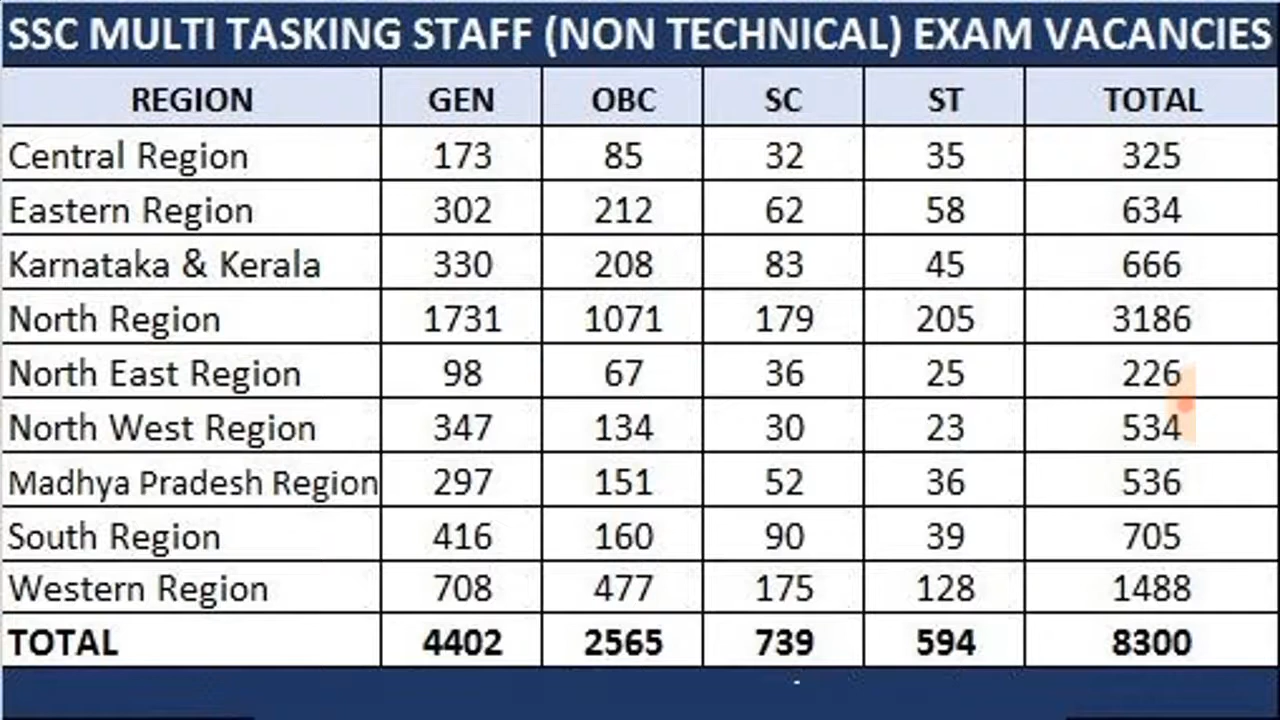 SSC MULTI TASKING STAFF (NON TECHNICAL) EXAM VACANCIES
REGION GEN OBC SC ST TOTAL
Central Region 173 85 32 35 325
Eastern Region 302 212 62 58 634
Karnataka & Kerala 330 208 83 45 666
North Region 1731 1071 179 205 3186
North East Region 98 67 36 25 226
North West Region 347 134 30 23 534
Madhya Pradesh Region 297 151 52 36 536
South Region 416 160 90 39 705
Western Region 708 477 175 128 1488
TOTAL 4402 2565 739 594 8300